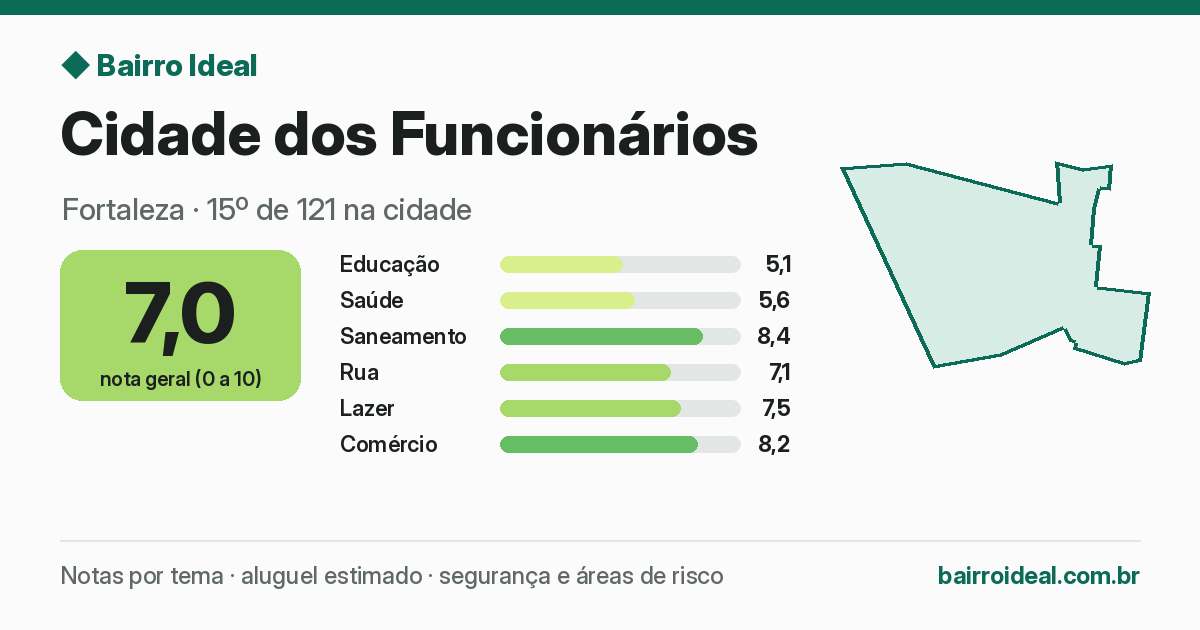 Bairro Ideal
Cidade dos Funcionários
Fortaleza · 15º de 121 na cidade
7,0
nota geral (0 a 10)
Educação 5,1
Saúde 5,6
Saneamento 8,4
Rua 7,1
Lazer 7,5
Comércio 8,2
Notas por tema · aluguel estimado · segurança e áreas de risco
bairroideal.com.br